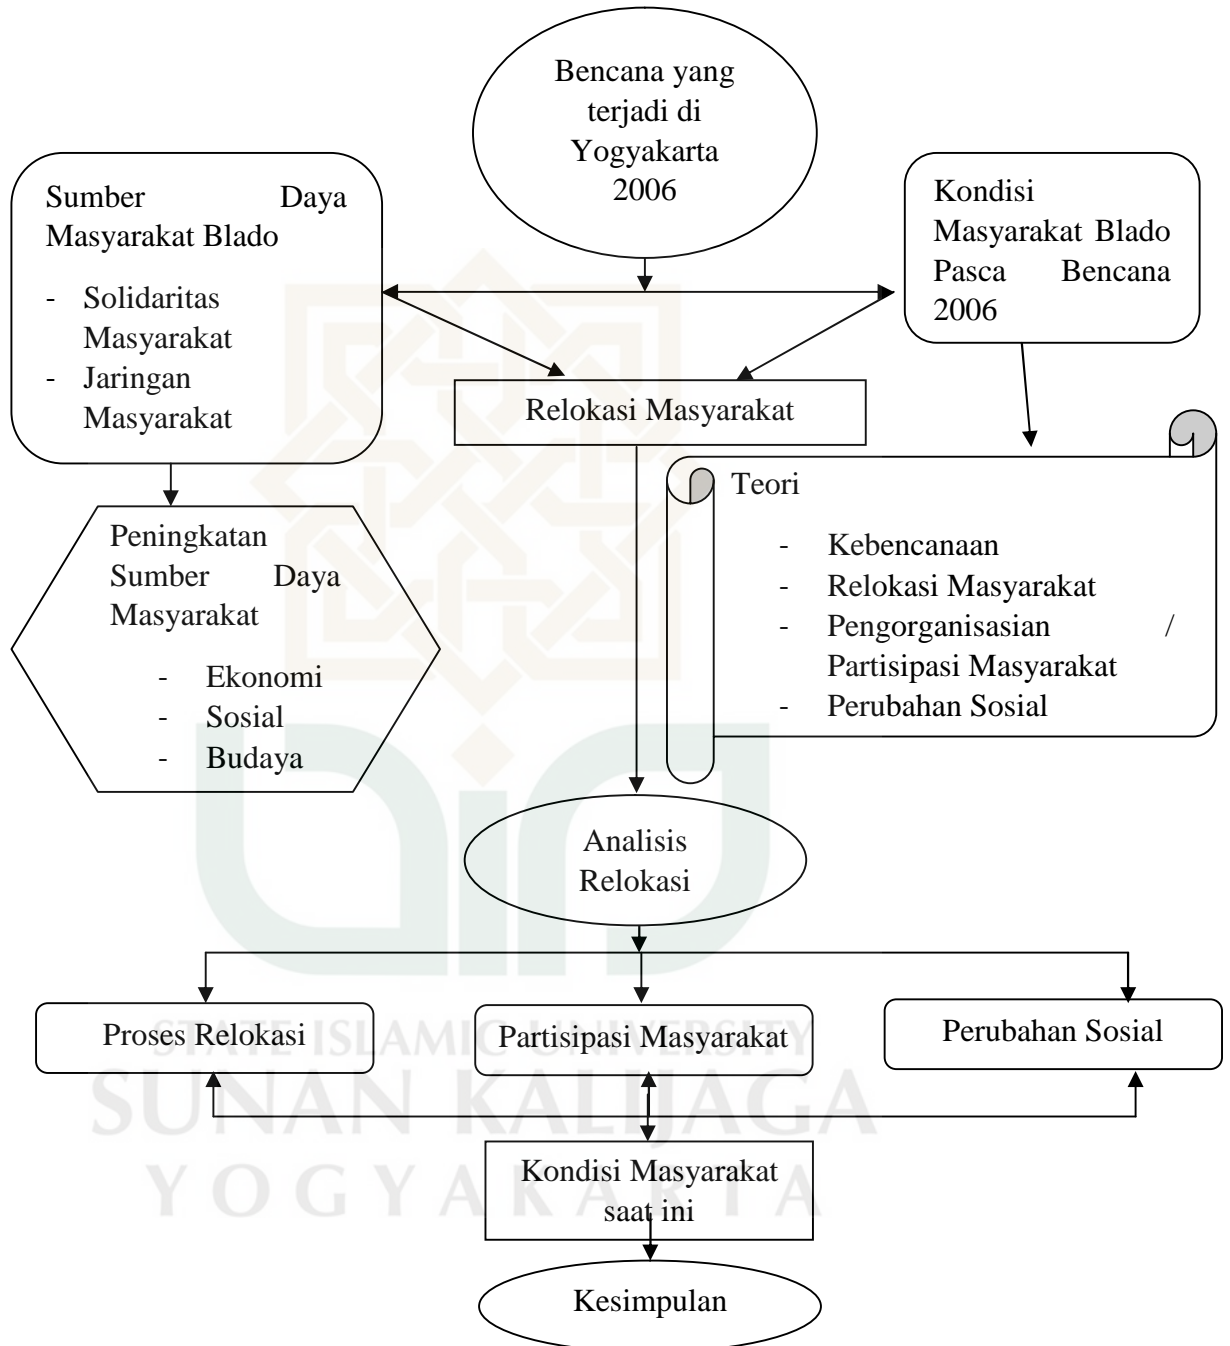 Bencana yang
terjadi di
Yogyakarta
2006
Sumber Daya
Masyarakat Blado
- Solidaritas
Masyarakat
- Jaringan
Masyarakat
Kondisi
Masyarakat Blado
Pasca Bencana
2006
Relokasi Masyarakat
Teori
- Kebencanaan
- Relokasi Masyarakat
- Pengorganisasian /
Partisipasi Masyarakat
- Perubahan Sosial
Peningkatan
Sumber Daya
Masyarakat
- Ekonomi
- Sosial
- Budaya
Analisis
Relokasi
Proses Relokasi
Partisipasi Masyarakat
Perubahan Sosial
STATE ISLAMIC UNIVERSITY
SUNAN KALIJAGA
YOGYAKARTA
Kondisi Masyarakat
saat ini
Kesimpulan